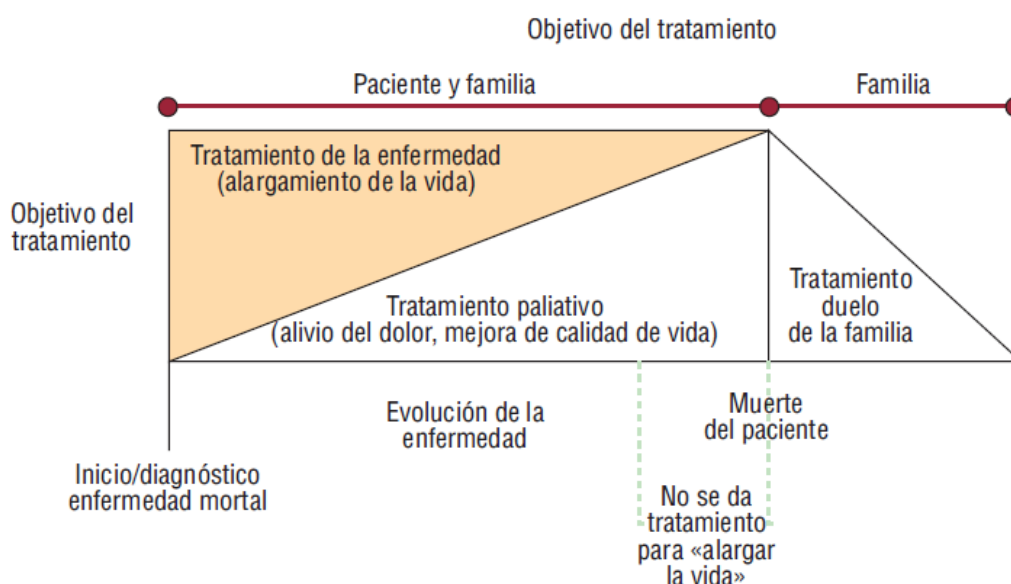 Objetivo del tratamiento
Paciente y familia
Familia
Tratamiento de la enfermedad
(alargamiento de la vida)
Objetivo del
tratamiento
Tratamiento paliativo
(alivio del dolor, mejora de calidad de vida)
Tratamiento
duelo
de la familia
Evolución de la
enfermedad
Muerte
del paciente
Inicio/diagnóstico
enfermedad mortal
No se da
tratamiento
para «alargar
la vida»